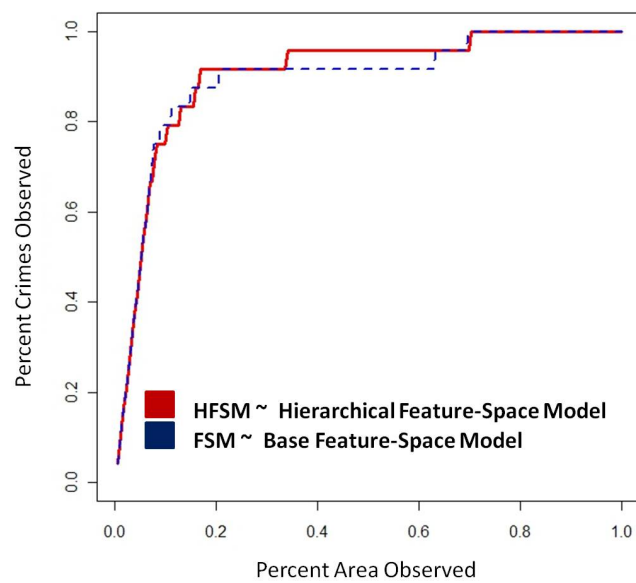 1.0
0.8
0.6
0.4
0.2
0.0
Percent Crimes Observed
HFSM ~ Hierarchical Feature-Space Model
FSM ~ Base Feature-Space Model
0.0 0.2 0.4 0.6 0.8 1.0
Percent Area Observed